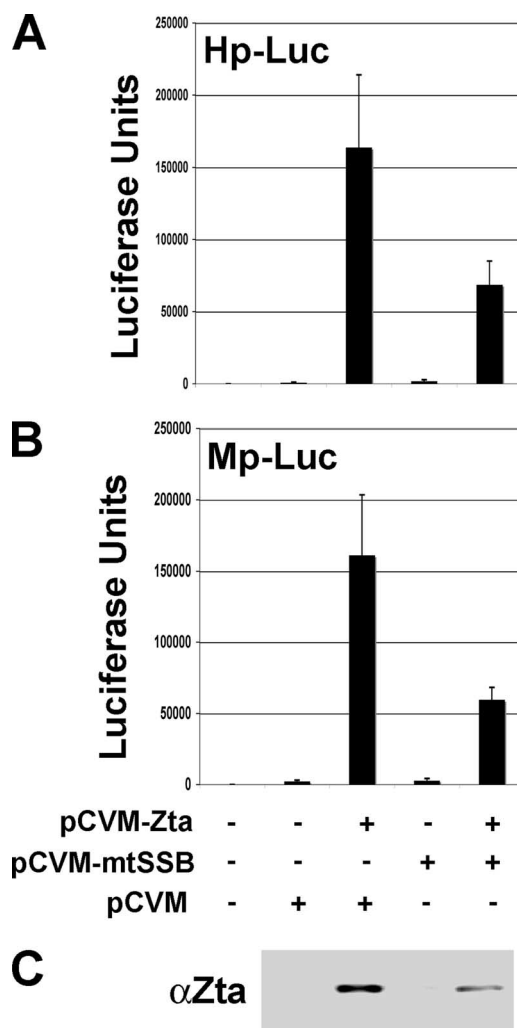 A
Hp-Luc
Luciferase Units
250000
200000
150000
100000
50000
0
B
Mp-Luc
Luciferase Units
250000
200000
150000
100000
50000
0
pCVM-Zta - - + - +
pCVM-mtSSB - - - + +
pCVM - + + - -
C
αZta